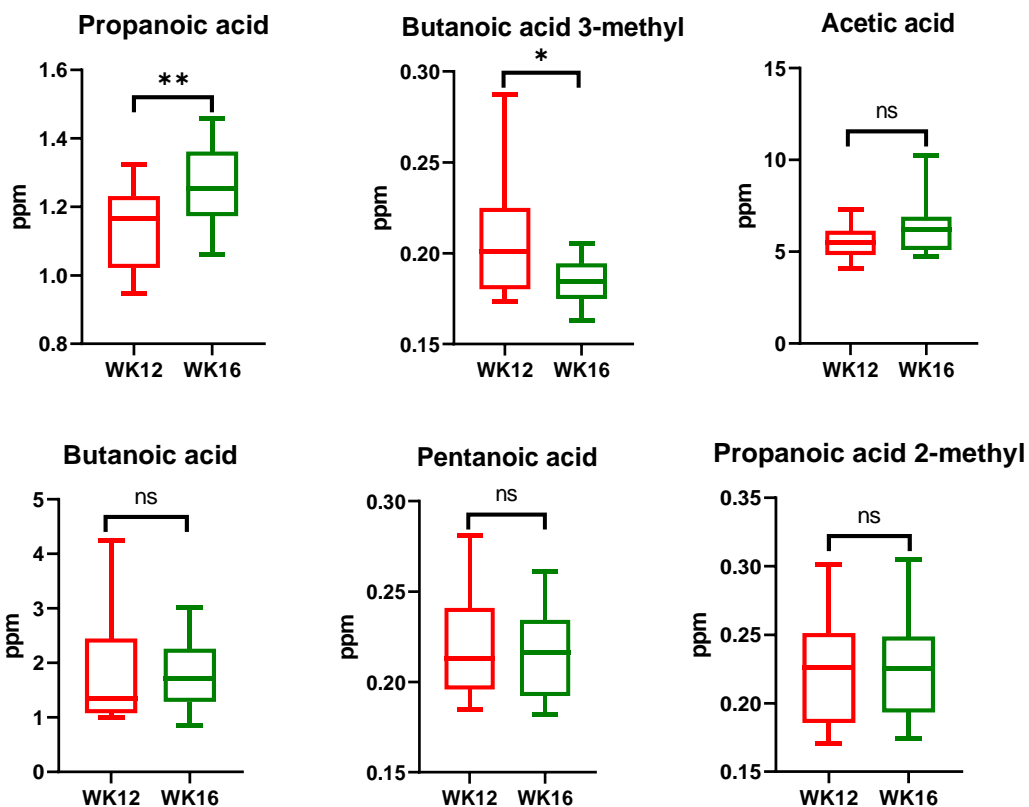 Propanoic acid
1.6
1.4
1.2
1.0
0.8
ppm
**
WK12 WK16
Butanoic acid 3-methyl
0.30
0.25
0.20
0.15
ppm
*
WK12 WK16
Acetic acid
15
10
5
0
ppm
ns
WK12 WK16
Butanoic acid
5
4
3
2
1
0
ppm
ns
WK12 WK16
Pentanoic acid
0.30
0.25
0.20
0.15
ppm
ns
WK12 WK16
Propanoic acid 2-methyl
0.35
0.30
0.25
0.20
0.15
ppm
ns
WK12 WK16